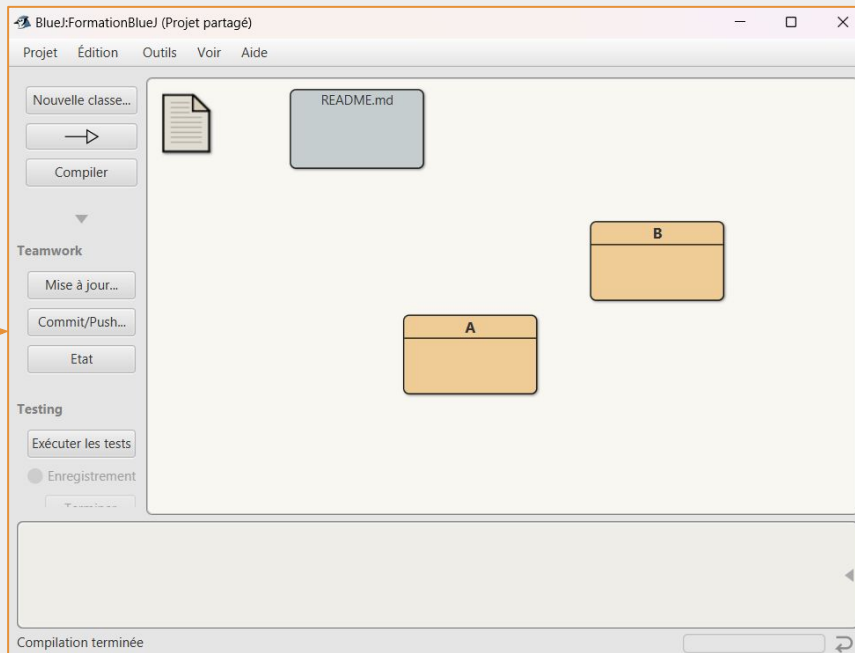 BlueJ:FormationBlueJ (Projet partagé)
Projet Édition Outils Voir Aide
Nouvelle classe...
README.md
Compiler
B
Teamwork
Mise à jour...
Commit/Push...
A
Etat
Testing
Exécuter les tests
Enregistrement
Terminer
Compilation terminée